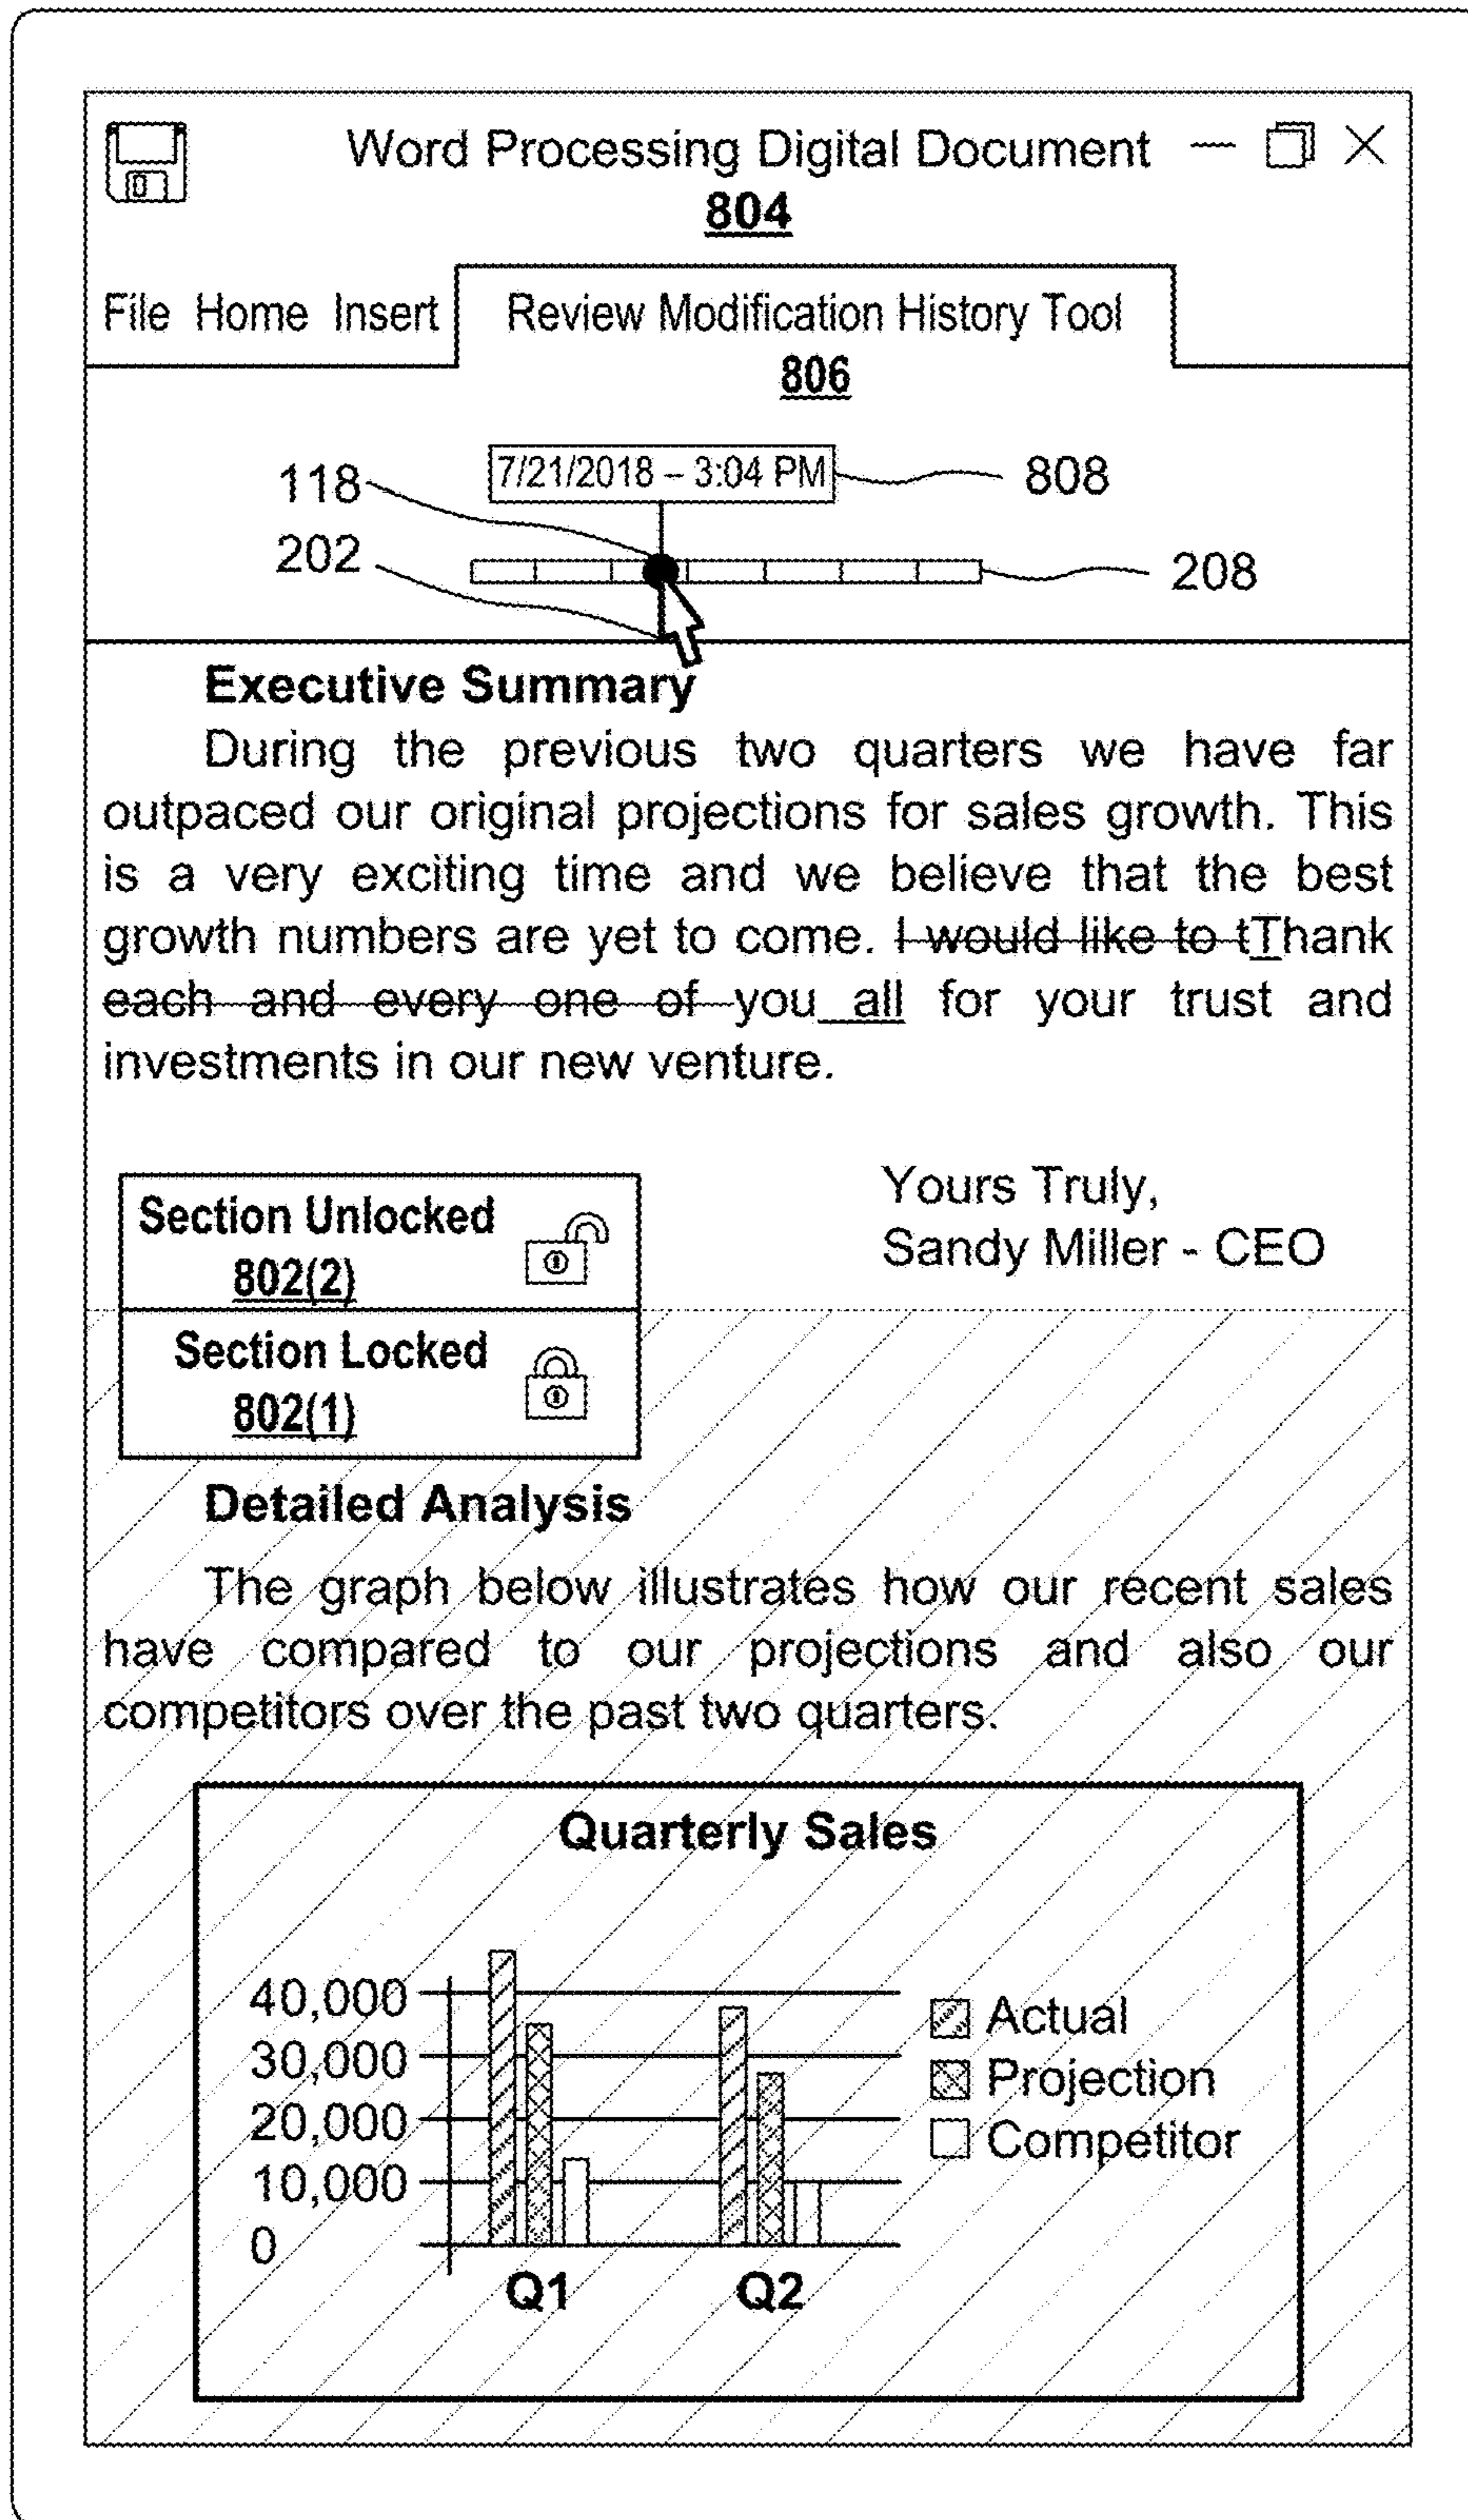 Word Processing Digital Document
804
File Home Insert Review Modification History Tool
806
118 7/21/2018 – 3:04 PM 808
202 208
Executive Summary
During the previous two quarters we have far
outpaced our original projections for sales growth. This
is a very exciting time and we believe that the best
growth numbers are yet to come. I would like to tThank
each and every one of you all for your trust and
investments in our new venture.
Yours Truly,
Sandy Miller - CEO
Section Unlocked
802(2)
Section Locked
802(1)
Detailed Analysis
The graph below illustrates how our recent sales
have compared to our projections and also our
competitors over the past two quarters.
Quarterly Sales
40,000
30,000
20,000
10,000
0
Q1 Q2
Actual
Projection
Competitor